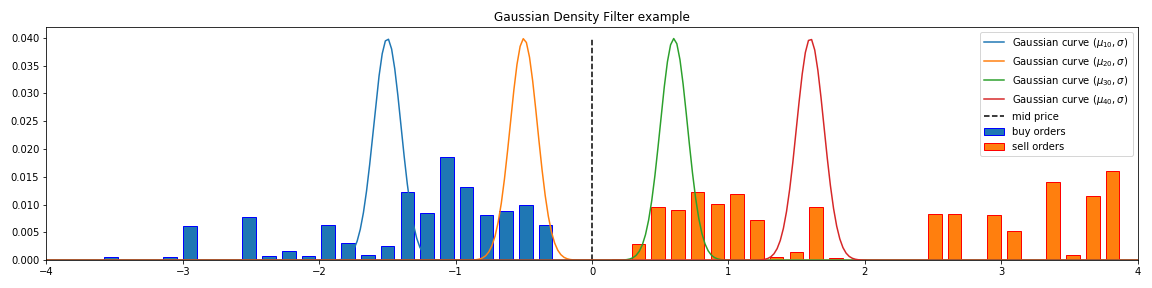 Gaussian Density Filter example
0.040
0.035
0.030
0.025
0.020
0.015
0.010
0.005
0.000
−4
−3
−2
−1
0
1
2
3
4
Gaussian curve (μ₁₀, σ)
Gaussian curve (μ₂₀, σ)
Gaussian curve (μ₃₀, σ)
Gaussian curve (μ₄₀, σ)
mid price
buy orders
sell orders